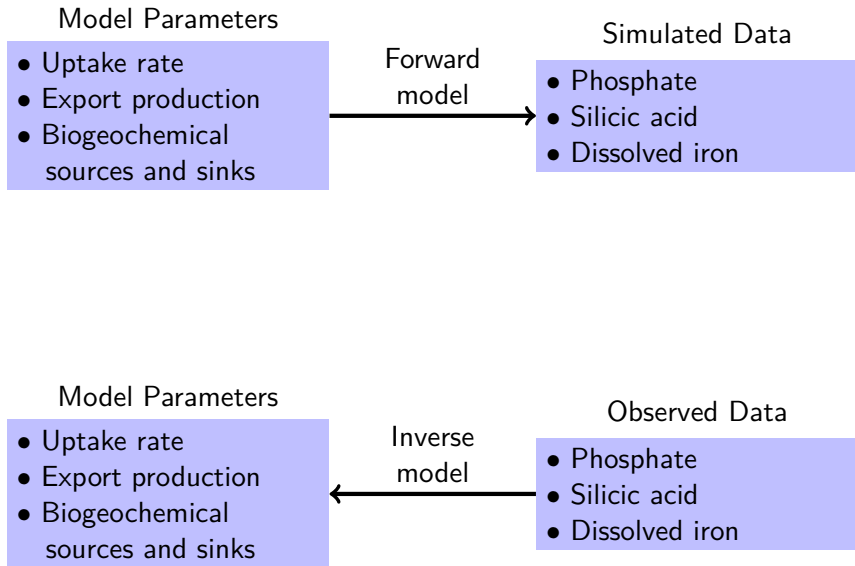 Model Parameters
• Uptake rate
• Export production
• Biogeochemical
sources and sinks
Forward
model
Simulated Data
• Phosphate
• Silicic acid
• Dissolved iron
Model Parameters
• Uptake rate
• Export production
• Biogeochemical
sources and sinks
Inverse
model
Observed Data
• Phosphate
• Silicic acid
• Dissolved iron